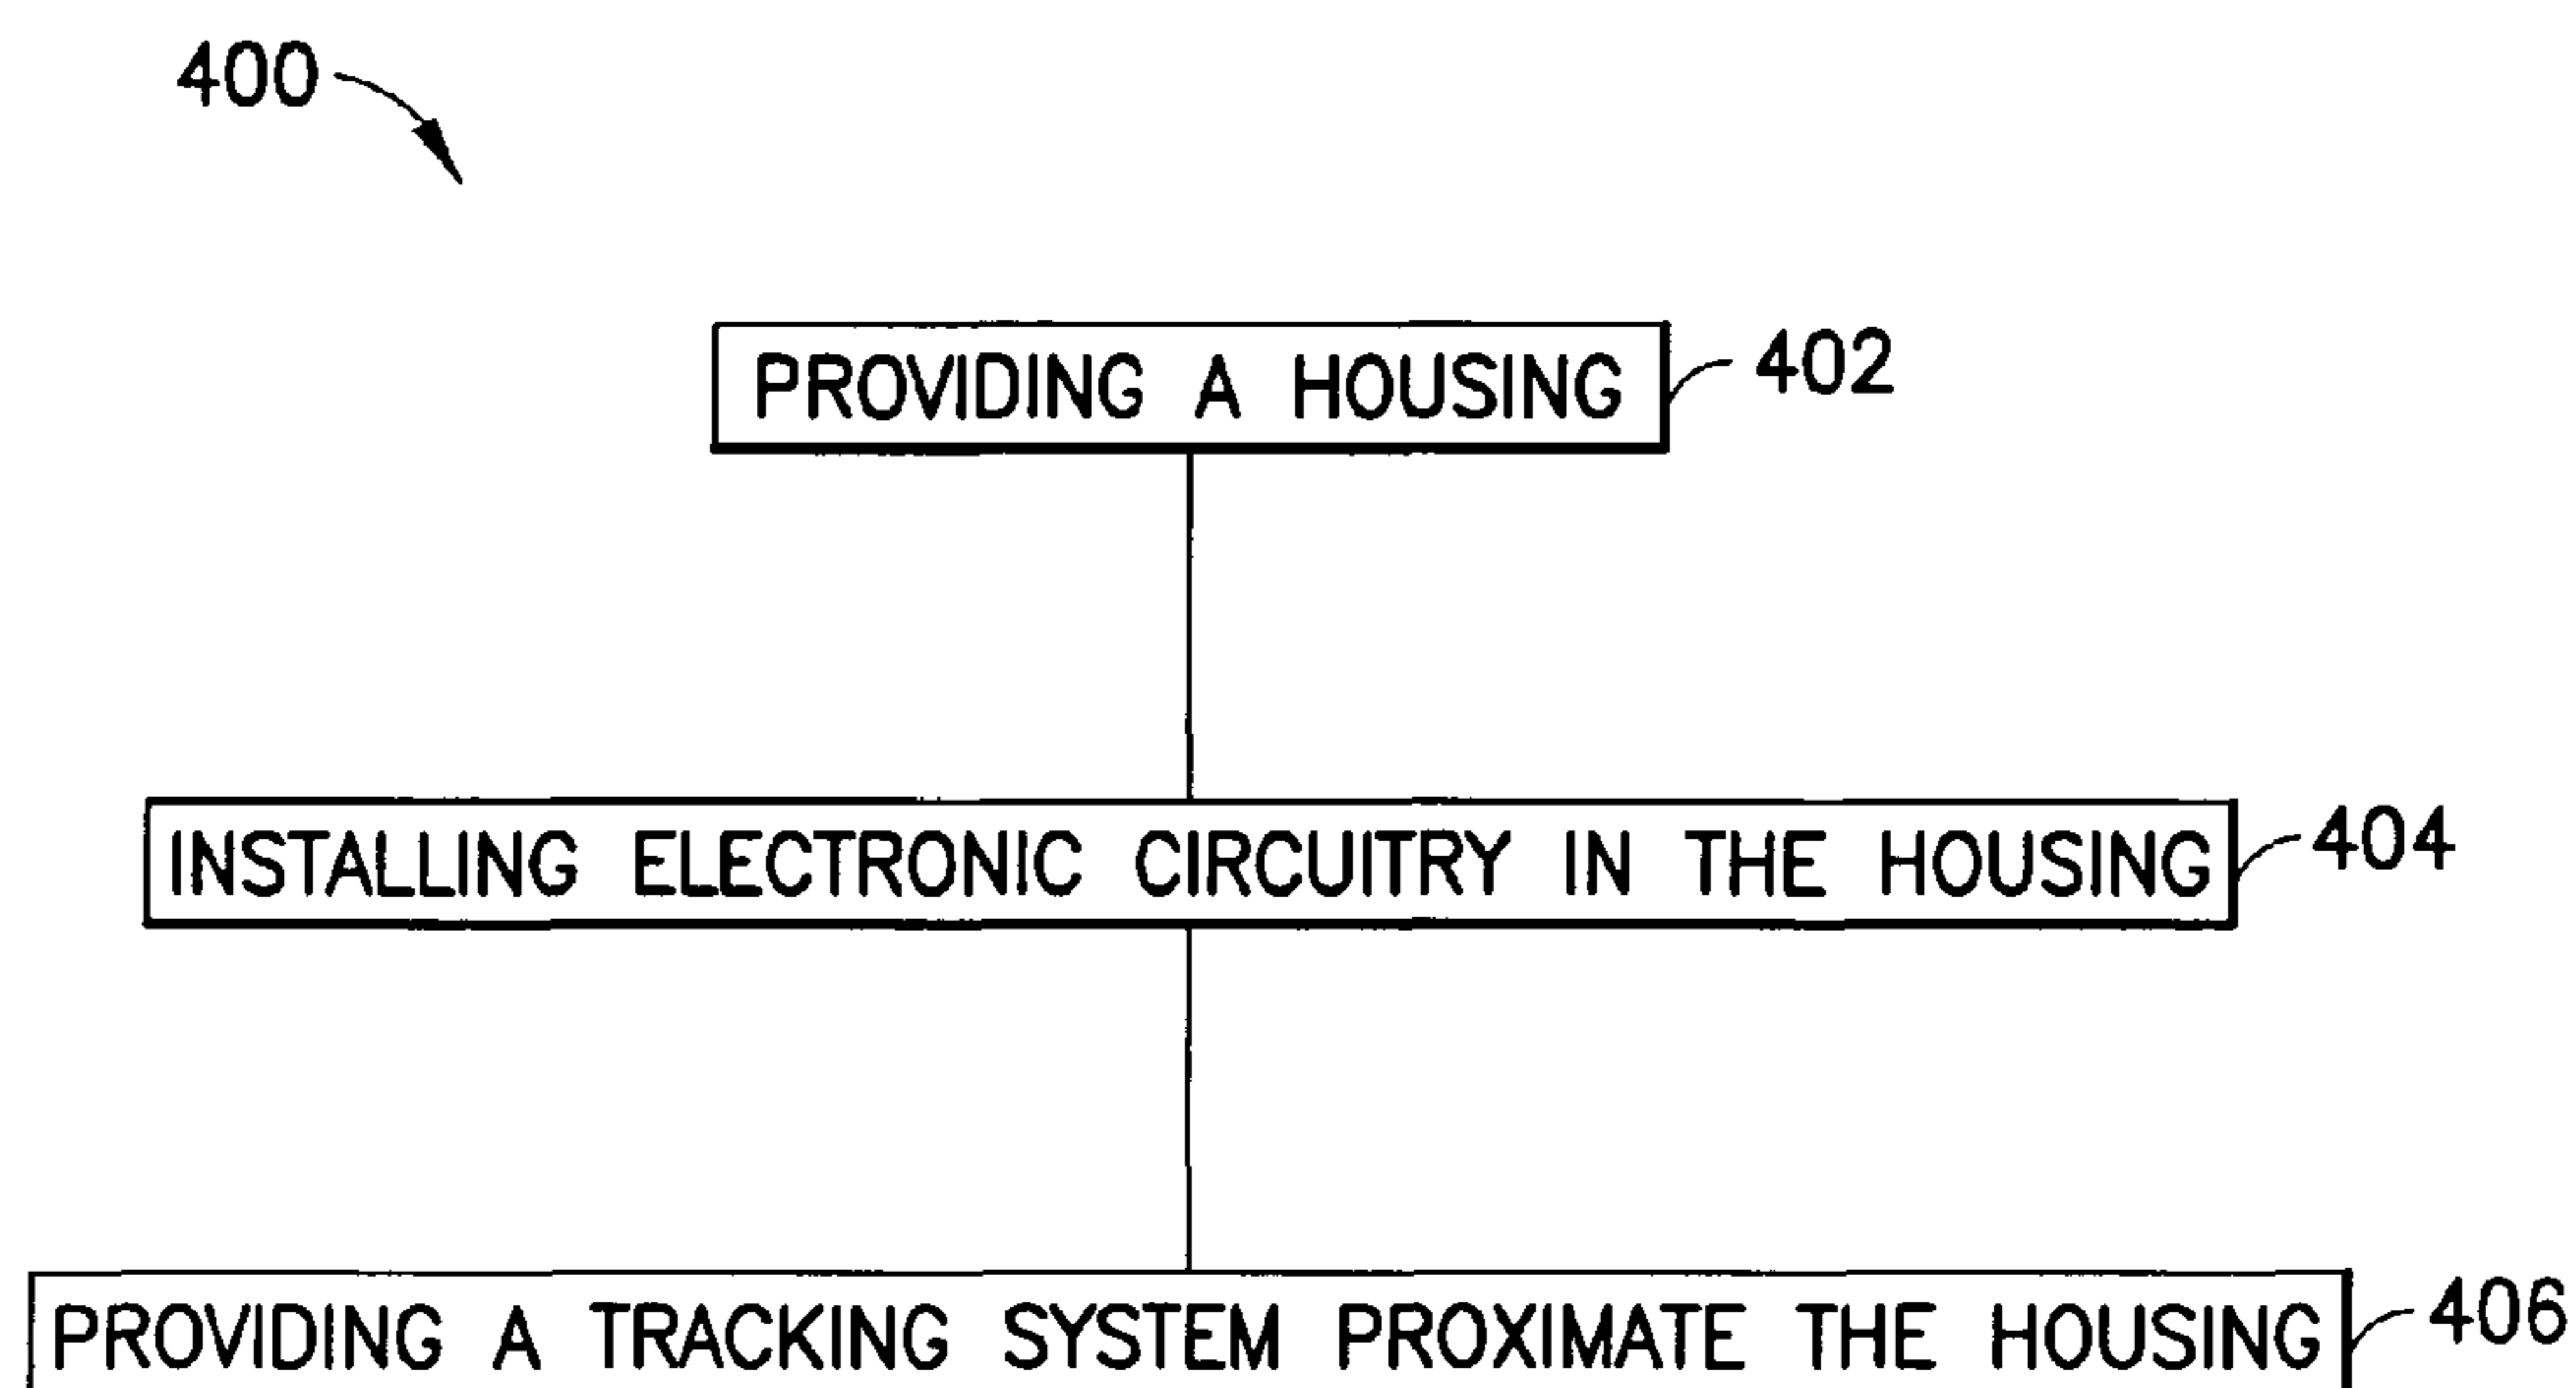 400
PROVIDING A HOUSING 402
INSTALLING ELECTRONIC CIRCUITRY IN THE HOUSING 404
PROVIDING A TRACKING SYSTEM PROXIMATE THE HOUSING 406